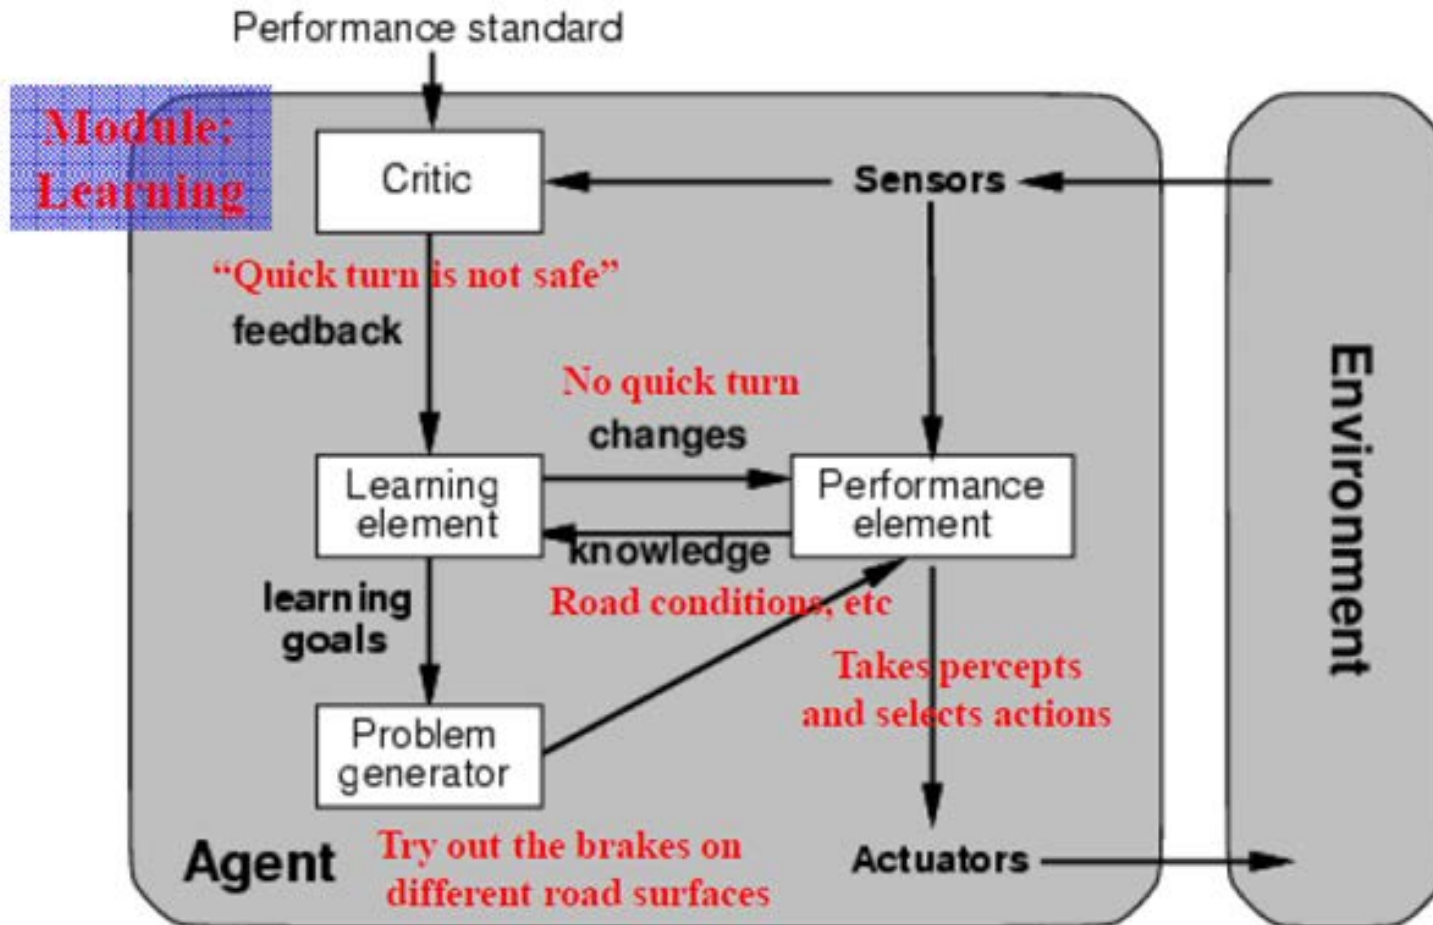 Performance standard
Module:
Learning
Critic
Sensors
“Quick turn is not safe”
feedback
No quick turn
changes
Learning
element
Performance
element
knowledge
Road conditions, etc
learning
goals
Takes percepts
and selects actions
Problem
generator
Agent
Try out the brakes on
different road surfaces
Actuators
Environment